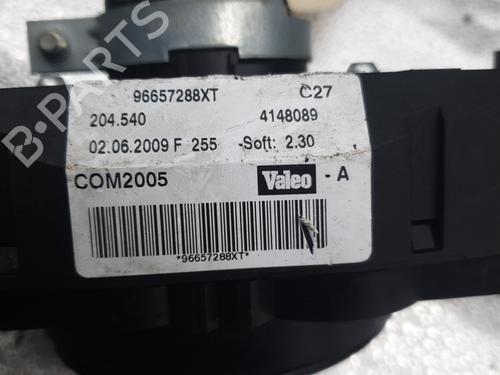 96657288XT C27
204.540 4148089
02.06.2009 F 255 -Soft: 2.30
COM2005 Valeo - A
*96657288XT*
B-PARTS